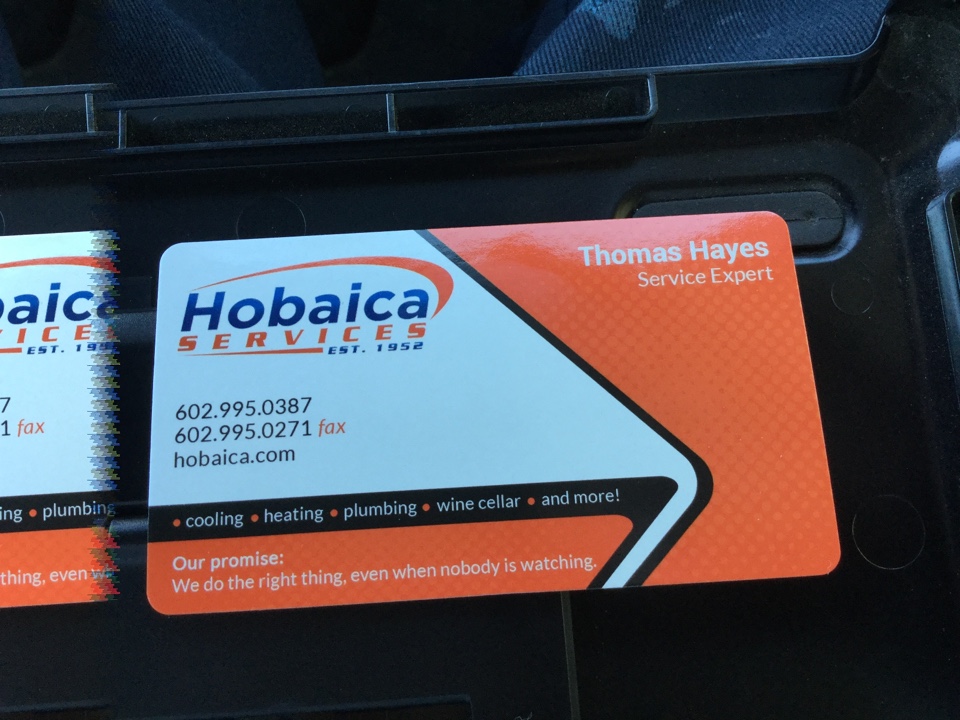 Hobaica
SERVICES
EST. 1952
Thomas Hayes
Service Expert
602.995.0387
602.995.0271 fax
hobaica.com
• cooling • heating • plumbing • wine cellar • and more!
Our promise:
We do the right thing, even when nobody is watching.
baica
ICE
EST. 19
7
1 fax
ing • plumbing
thing, even